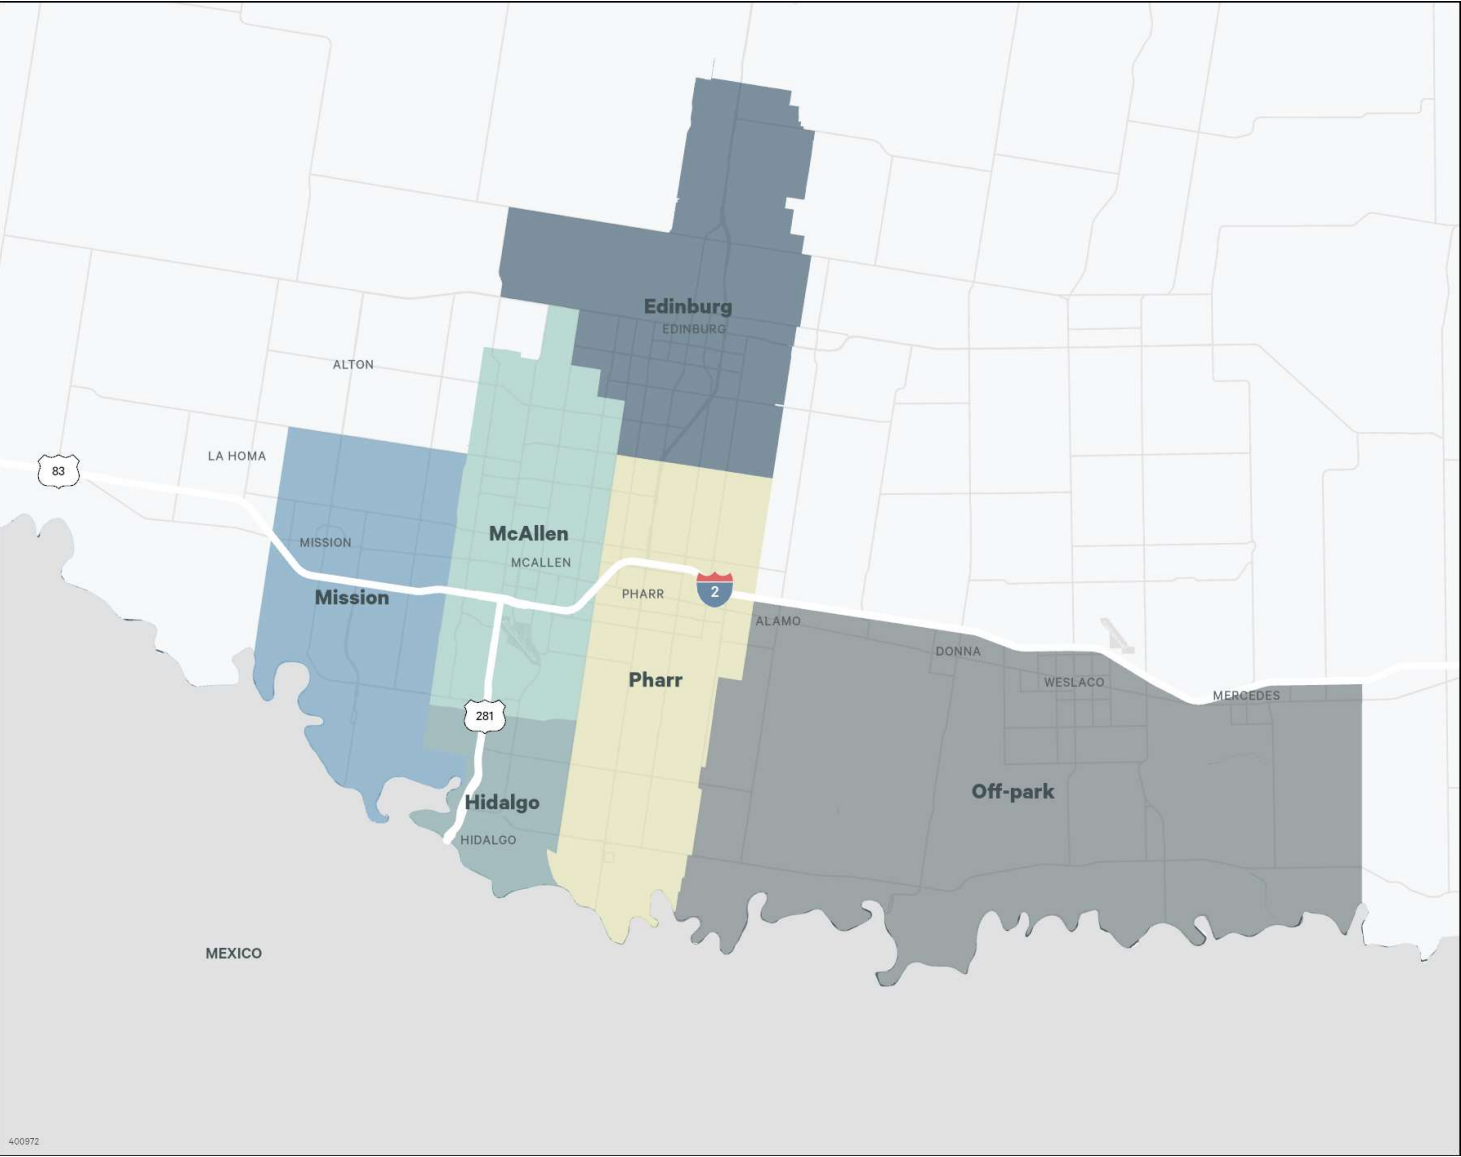 Edinburg
EDINBURG
ALTON
LA HOMA
83
McAllen
MISSION
MCALLEN
Mission
PHARR
2
ALAMO
DONNA
Pharr
WESLACO
MERCEDES
281
Off-park
Hidalgo
HIDALGO
MEXICO
400972